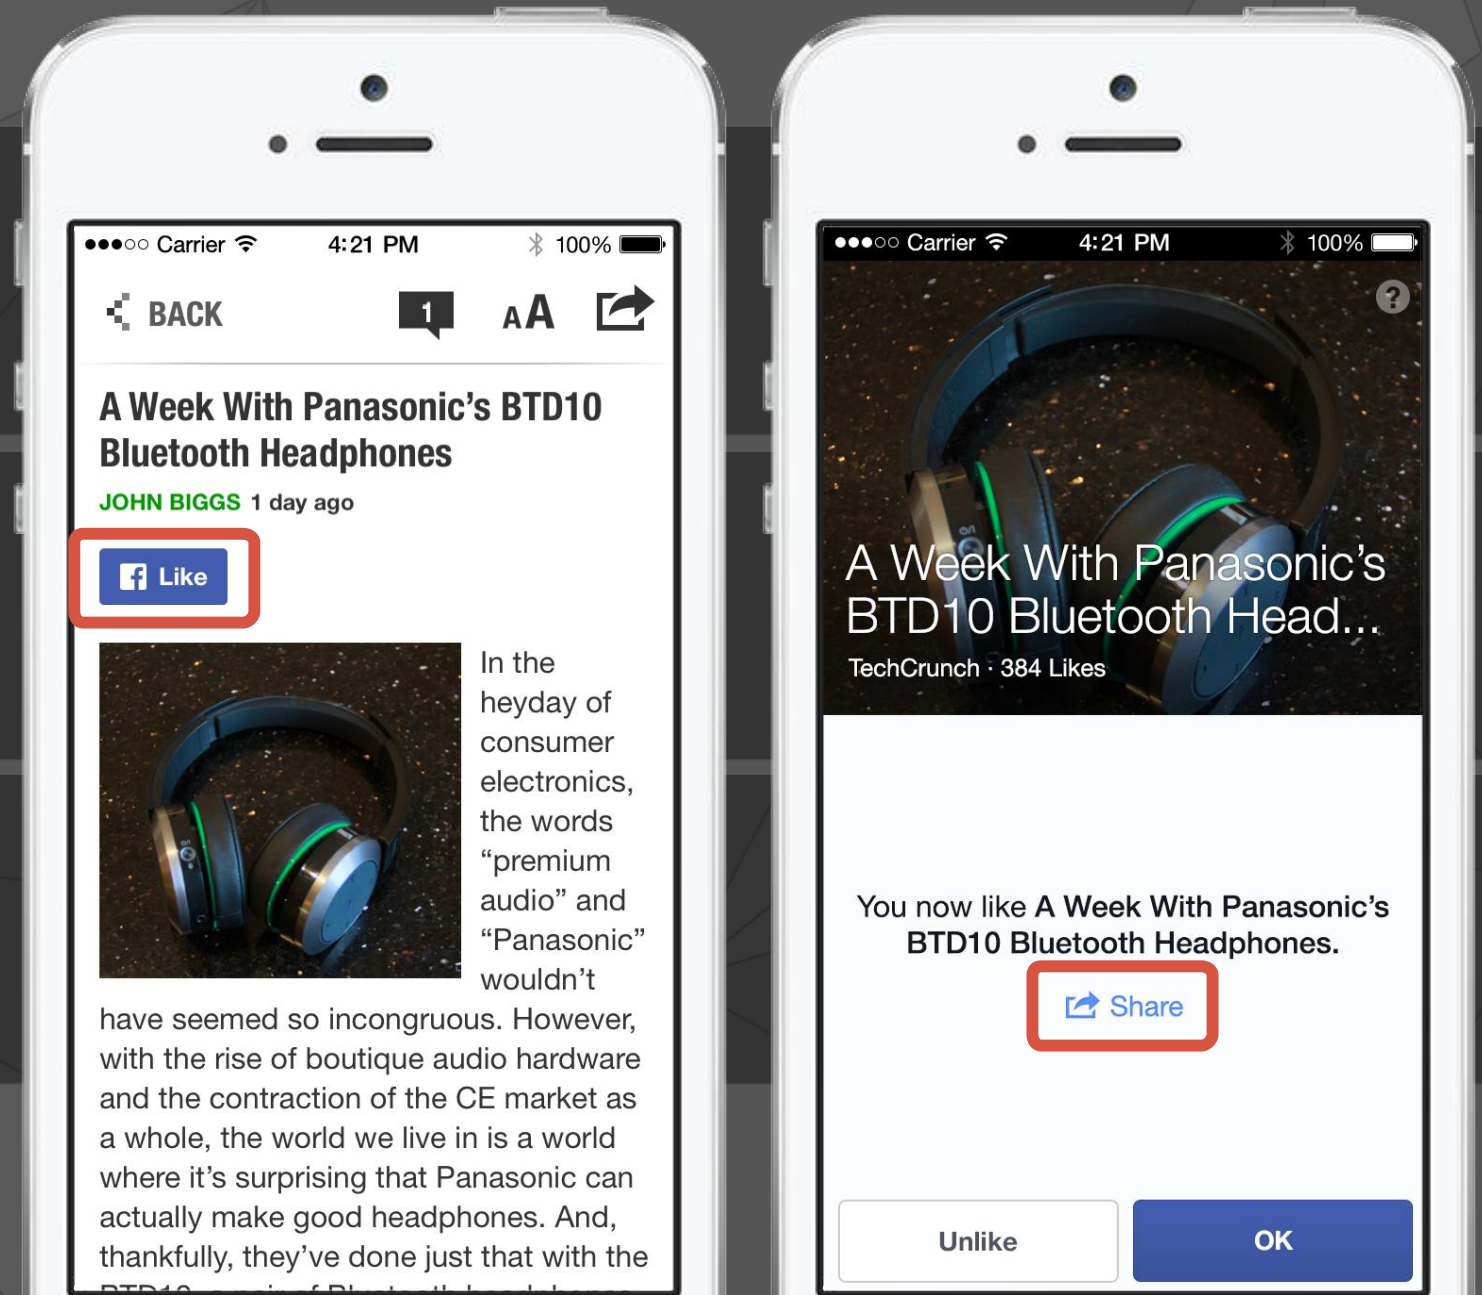 Carrier 4:21 PM 100%
BACK 1 AA
A Week With Panasonic's BTD10
Bluetooth Headphones
JOHN BIGGS 1 day ago
f Like
In the
heyday of
consumer
electronics,
the words
“premium
audio” and
“Panasonic”
wouldn’t
have seemed so incongruous. However,
with the rise of boutique audio hardware
and the contraction of the CE market as
a whole, the world we live in is a world
where it’s surprising that Panasonic can
actually make good headphones. And,
thankfully, they’ve done just that with the
BTD10, a pair of Bluetooth headphones
Carrier 4:21 PM 100%
?
A Week With Panasonic’s
BTD10 Bluetooth Head...
TechCrunch · 384 Likes
You now like A Week With Panasonic’s
BTD10 Bluetooth Headphones.
Share
Unlike OK